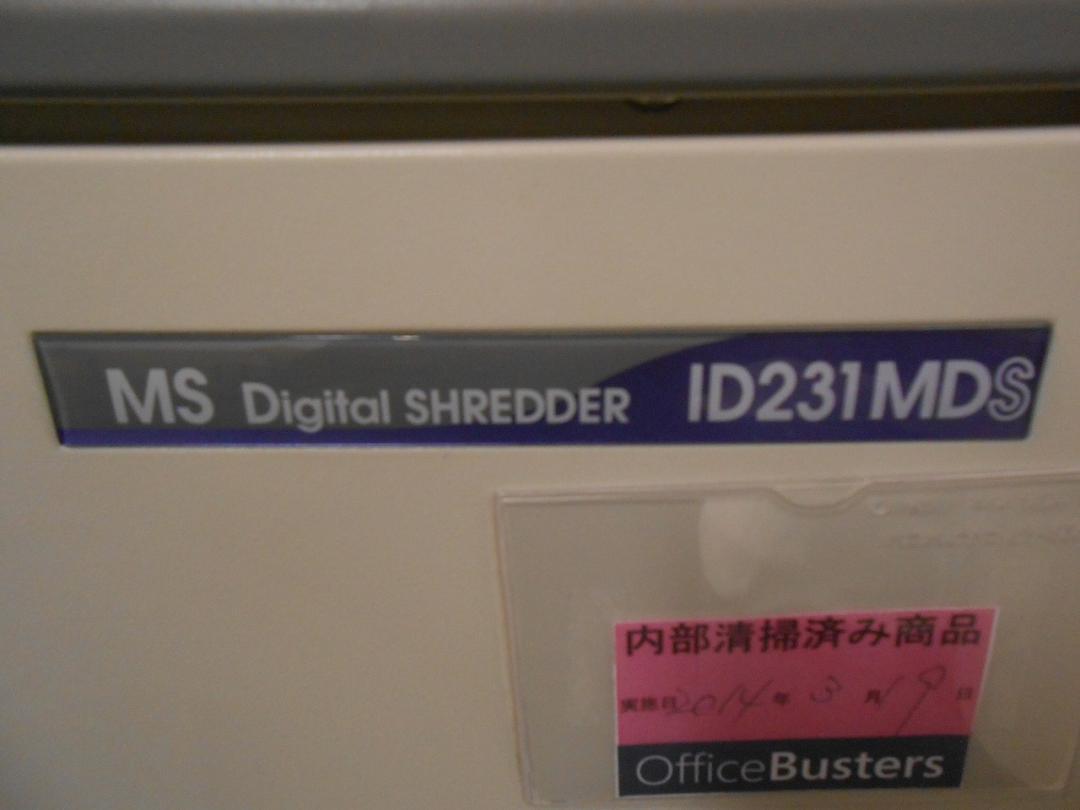 MS Digital SHREDDER ID231MDS
内部清掃済み商品
実施日 2014年 3月19日
OfficeBusters